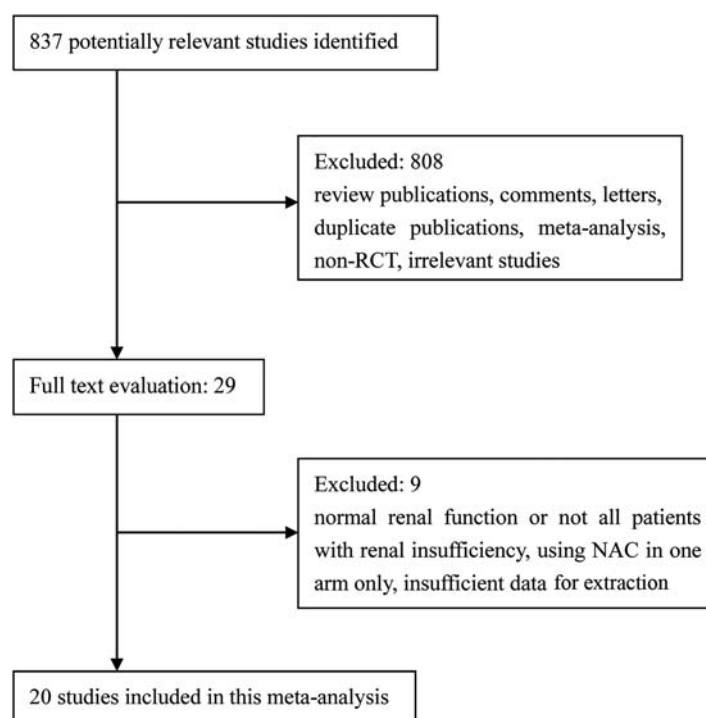 837 potentially relevant studies identified
Excluded: 808
review publications, comments, letters,
duplicate publications, meta-analysis,
non-RCT, irrelevant studies
Full text evaluation: 29
Excluded: 9
normal renal function or not all patients
with renal insufficiency, using NAC in one
arm only, insufficient data for extraction
20 studies included in this meta-analysis